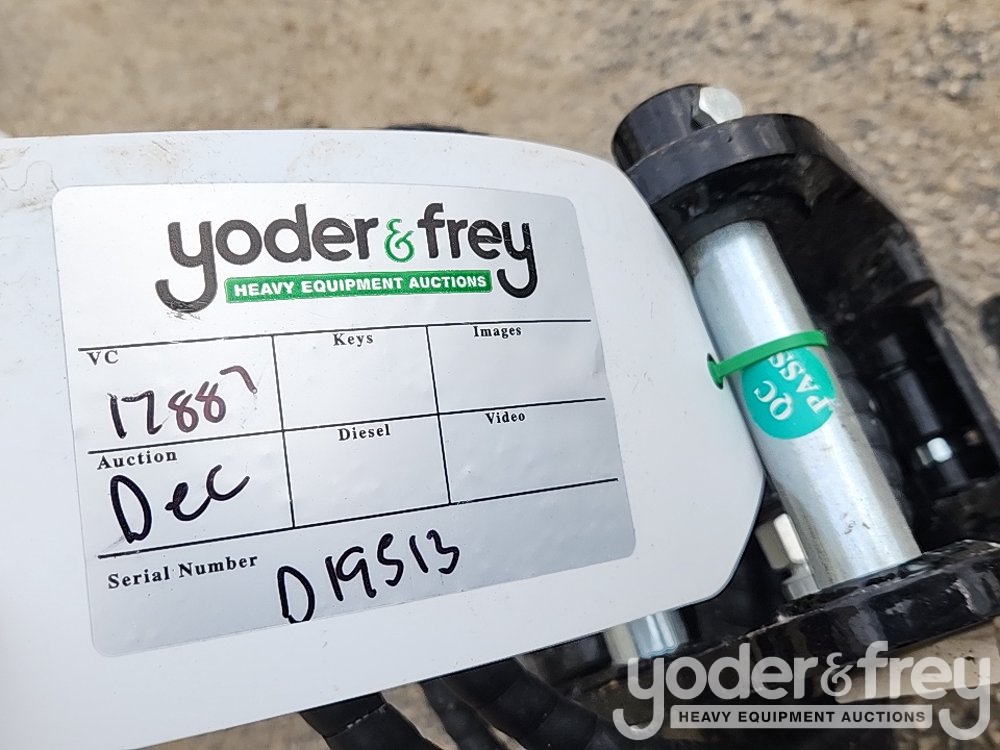 yoder & frey
HEAVY EQUIPMENT AUCTIONS
VC Keys Images
17887
Auction Diesel Video
Dec
Serial Number D19513
QC
PASS
yoder & frey
HEAVY EQUIPMENT AUCTIONS